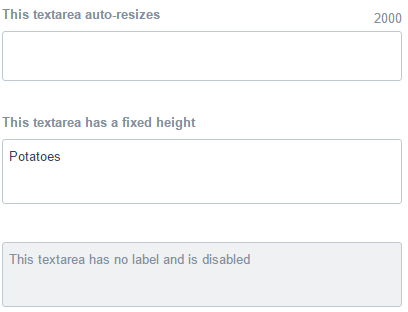 This textarea auto-resizes 2000
This textarea has a fixed height
Potatoes
This textarea has no label and is disabled